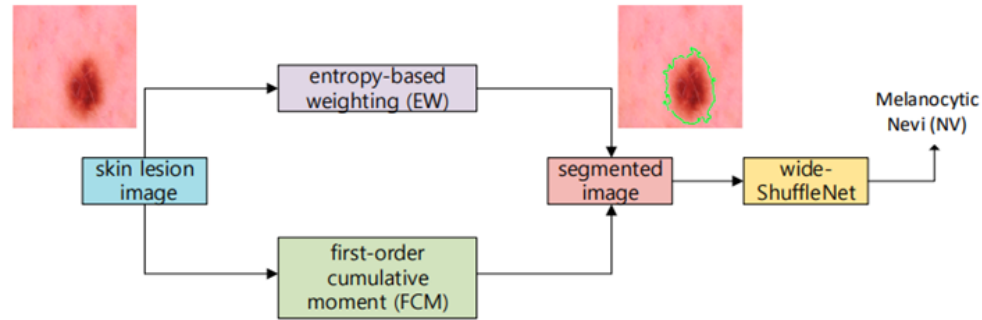 entropy-based
weighting (EW)
Melanocytic
Nevi (NV)
skin lesion
image
segmented
image
wide-
ShuffleNet
first-order
cumulative
moment (FCM)